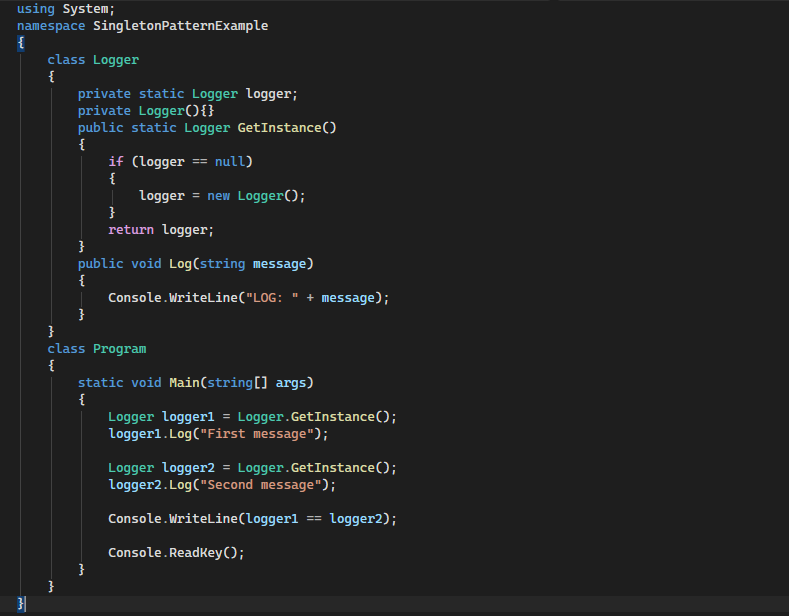 using System;
namespace SingletonPatternExample
{
    class Logger
    {
        private static Logger logger;
        private Logger(){}
        public static Logger GetInstance()
        {
            if (logger == null)
            {
                logger = new Logger();
            }
            return logger;
        }
        public void Log(string message)
        {
            Console.WriteLine("LOG: " + message);
        }
    }
    class Program
    {
        static void Main(string[] args)
        {
            Logger logger1 = Logger.GetInstance();
            logger1.Log("First message");

            Logger logger2 = Logger.GetInstance();
            logger2.Log("Second message");

            Console.WriteLine(logger1 == logger2);

            Console.ReadKey();
        }
    }
}